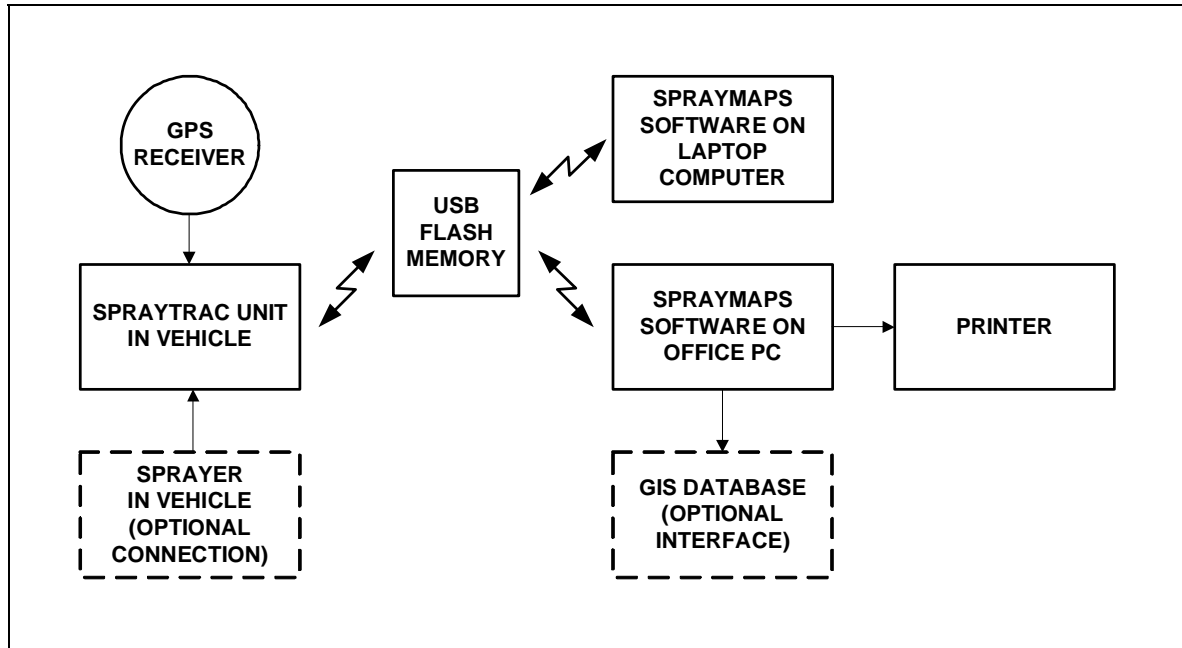 GPS
RECEIVER
SPRAYTRAC UNIT
IN VEHICLE
SPRAYER
IN VEHICLE
(OPTIONAL
CONNECTION)
USB
FLASH
MEMORY
SPRAYMAPS
SOFTWARE ON
LAPTOP
COMPUTER
SPRAYMAPS
SOFTWARE ON
OFFICE PC
PRINTER
GIS DATABASE
(OPTIONAL
INTERFACE)